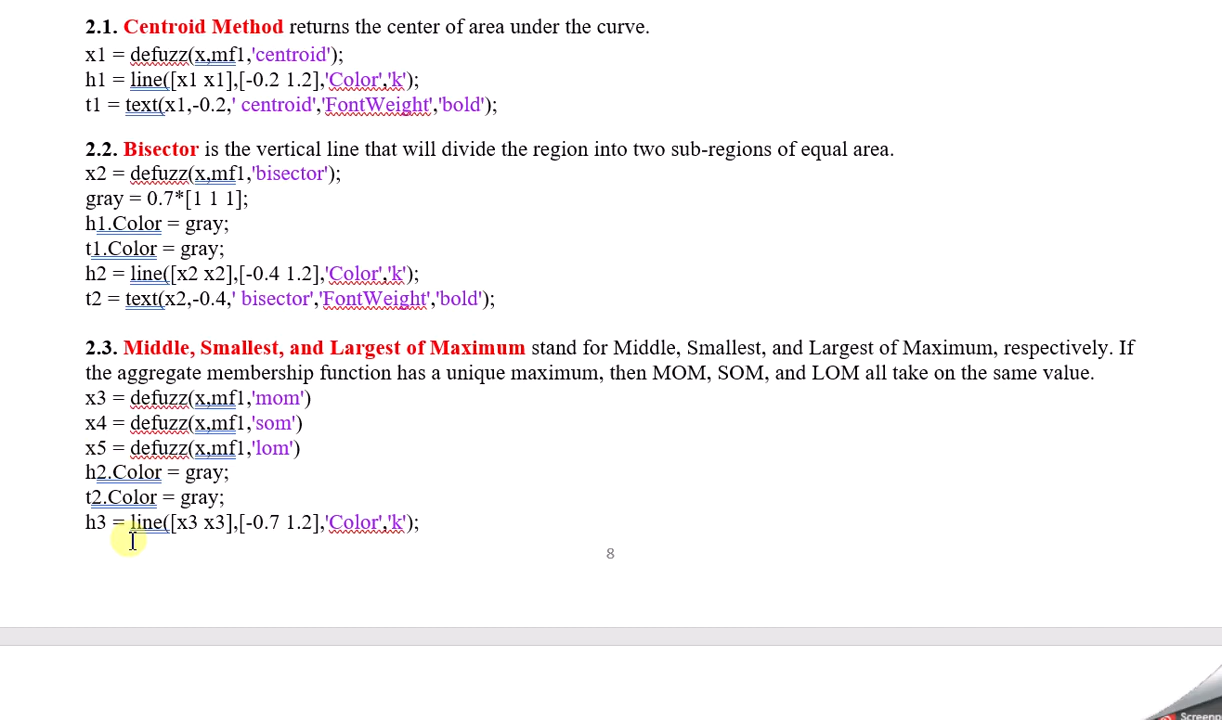 2.1. Centroid Method returns the center of area under the curve.
x1 = defuzz(x,mf1,'centroid');
h1 = line([x1 x1],[-0.2 1.2],'Color','k');
t1 = text(x1,-0.2,' centroid','FontWeight','bold');
2.2. Bisector is the vertical line that will divide the region into two sub-regions of equal area.
x2 = defuzz(x,mf1,'bisector');
gray = 0.7*[1 1 1];
h1.Color = gray;
t1.Color = gray;
h2 = line([x2 x2],[-0.4 1.2],'Color','k');
t2 = text(x2,-0.4,' bisector','FontWeight','bold');
2.3. Middle, Smallest, and Largest of Maximum stand for Middle, Smallest, and Largest of Maximum, respectively. If
the aggregate membership function has a unique maximum, then MOM, SOM, and LOM all take on the same value.
x3 = defuzz(x,mf1,'mom')
x4 = defuzz(x,mf1,'som')
x5 = defuzz(x,mf1,'lom')
h2.Color = gray;
t2.Color = gray;
h3 = line([x3 x3],[-0.7 1.2],'Color','k');
8